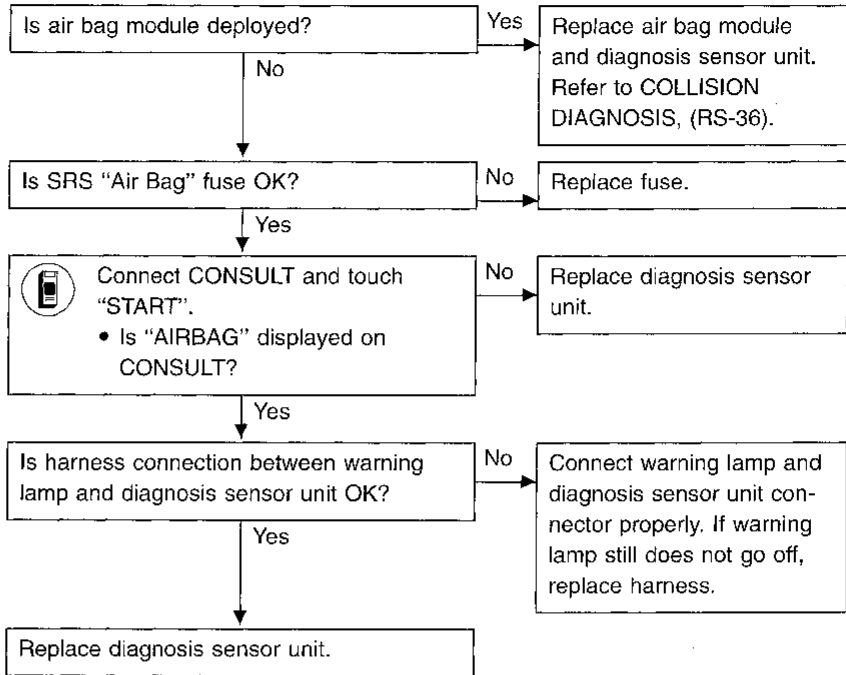 Is air bag module deployed?
Yes
Replace air bag module
and diagnosis sensor unit.
Refer to COLLISION
DIAGNOSIS, (RS-36).
No
Is SRS “Air Bag” fuse OK?
No
Replace fuse.
Yes
Connect CONSULT and touch
“START”.
• Is “AIRBAG” displayed on
CONSULT?
No
Replace diagnosis sensor
unit.
Yes
Is harness connection between warning
lamp and diagnosis sensor unit OK?
No
Connect warning lamp and
diagnosis sensor unit con-
nector properly. If warning
lamp still does not go off,
replace harness.
Yes
Replace diagnosis sensor unit.